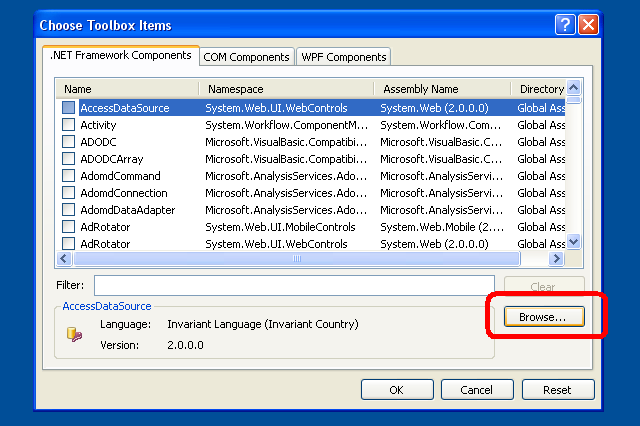 Choose Toolbox Items
.NET Framework Components COM Components WPF Components
Name Namespace Assembly Name Directory
AccessDataSource System.Web.UI.WebControls System.Web (2.0.0.0) Global Ass
Activity System.Workflow.ComponentM... System.Workflow.Com... Global Ass
ADODC Microsoft.VisualBasic.Compatibi... Microsoft.VisualBasic.C... Global Ass
ADODCArray Microsoft.VisualBasic.Compatibi... Microsoft.VisualBasic.C... Global Ass
AdomdCommand Microsoft.AnalysisServices.Ado... Microsoft.AnalysisServi... Global Ass
AdomdConnection Microsoft.AnalysisServices.Ado... Microsoft.AnalysisServi... Global Ass
AdomdDataAdapter Microsoft.AnalysisServices.Ado... Microsoft.AnalysisServi... Global Ass
AdRotator System.Web.UI.MobileControls System.Web.Mobile (2.... Global Ass
AdRotator System.Web.UI.WebControls System.Web (2.0.0.0) Global Ass
Filter: Clear
AccessDataSource
Browse...
Language: Invariant Language (Invariant Country)
Version: 2.0.0.0
OK Cancel Reset